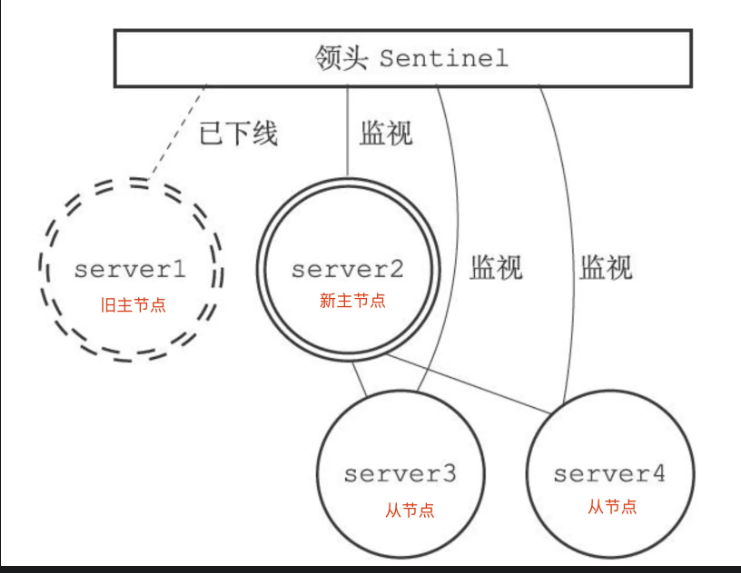 领头 Sentinel
已下线
监视
server1
旧主节点
server2
新主节点
监视
监视
server3
从节点
server4
从节点